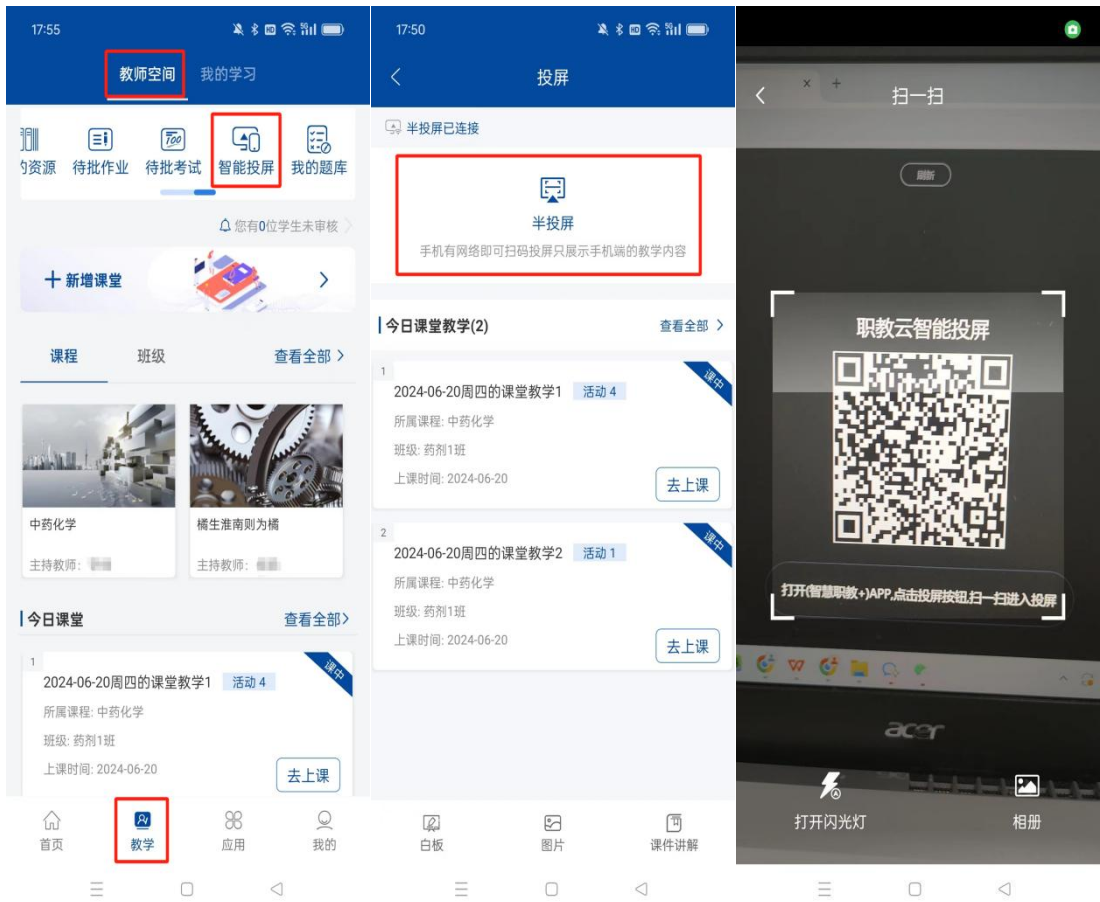 17:55
教师空间 我的学习
的资源 待批作业 待批考试 智能投屏 我的题库
您有0位学生未审核
新增课堂
课程 班级 查看全部
中药化学 橘生淮南则为橘
主持教师: 主持教师:
今日课堂 查看全部
1
2024-06-20周四的课堂教学1 活动 4
课中
所属课程: 中药化学
班级: 药剂1班
上课时间: 2024-06-20
去上课
首页 教学 应用 我的
17:50
投屏
半投屏已连接
半投屏
手机有网络即可扫码投屏只展示手机端的教学内容
今日课堂教学(2) 查看全部
1
2024-06-20周四的课堂教学1 活动 4
课中
所属课程: 中药化学
班级: 药剂1班
上课时间: 2024-06-20
去上课
2
2024-06-20周四的课堂教学2 活动 1
课中
所属课程: 中药化学
班级: 药剂1班
上课时间: 2024-06-20
去上课
白板 图片 课件讲解
扫一扫
刷新
职教云智能投屏
打开(智慧职教+)APP,点击投屏按钮,扫一扫进入投屏
acer
打开闪光灯 相册